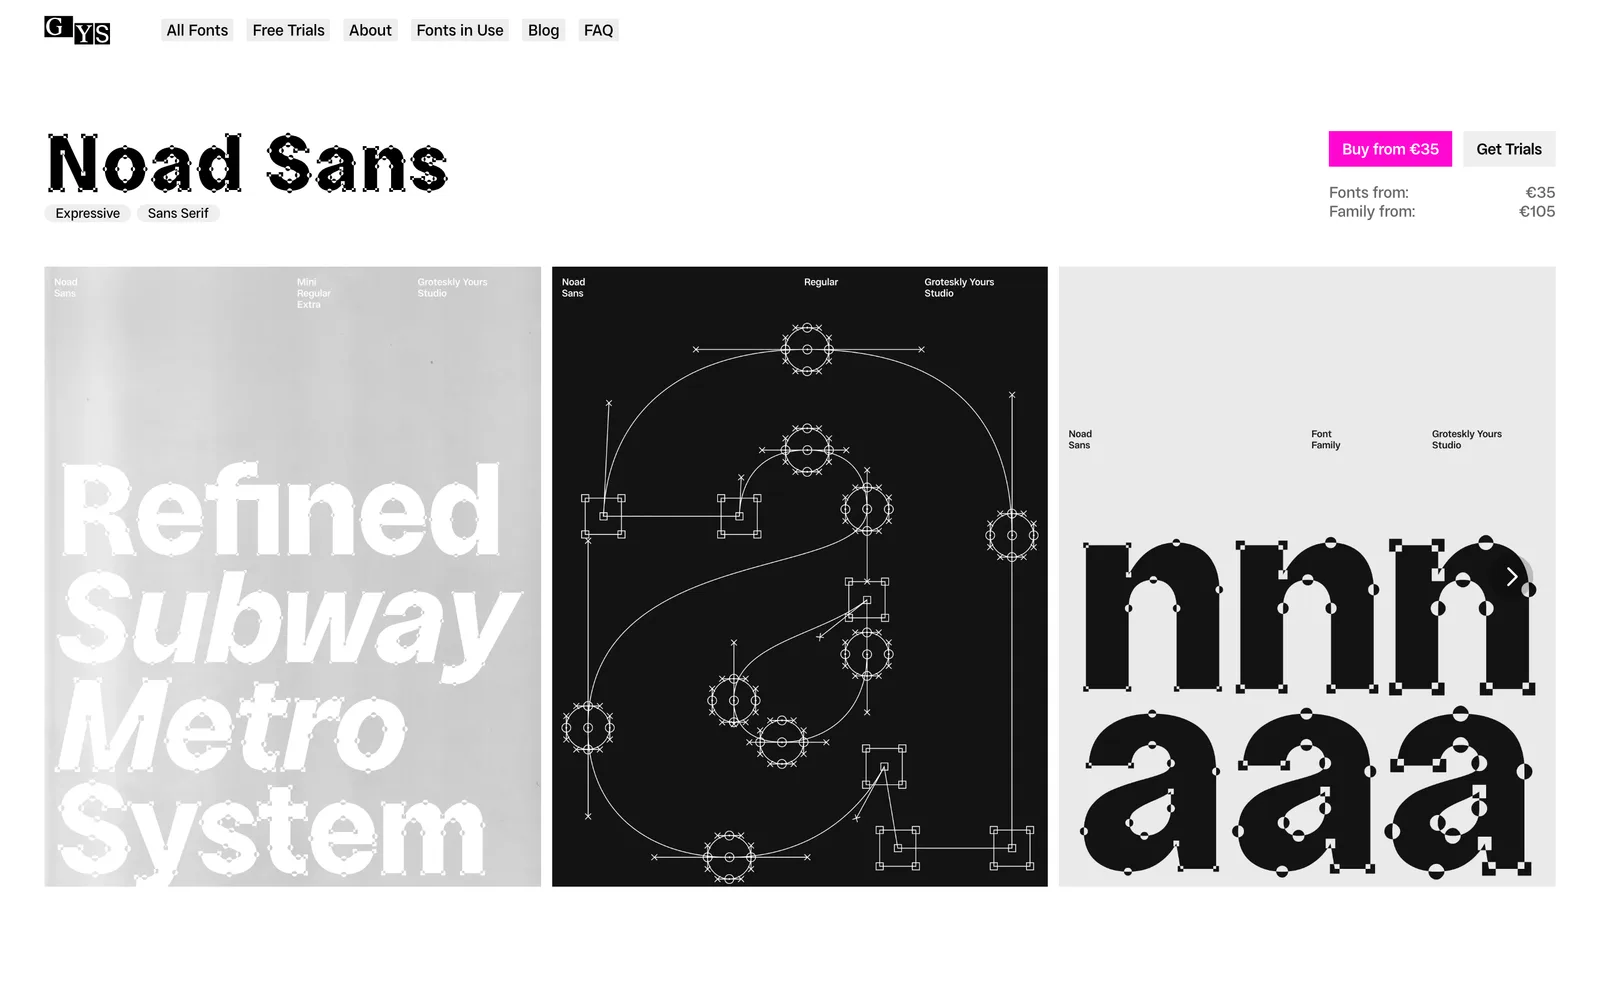 GYS
All Fonts
Free Trials
About
Fonts in Use
Blog
FAQ
Noad Sans
Expressive
Sans Serif
Buy from €35
Get Trials
Fonts from: €35
Family from: €105
Noad
Sans
Mini
Regular
Extra
Groteskly Yours
Studio
Refined
Subway
Metro
System
Noad
Sans
Regular
Groteskly Yours
Studio
a
Noad
Sans
Font
Family
Groteskly Yours
Studio
nnn
aaa